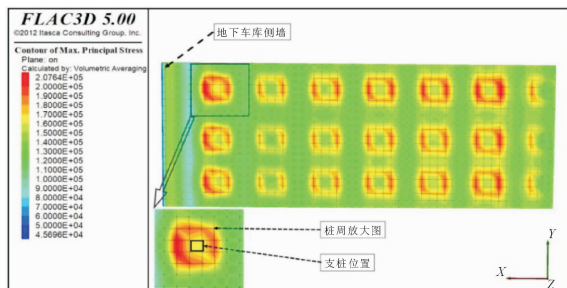 FLAC3D 5.00
©2012 Itasca Consulting Group, Inc.
Contour of Max. Principal Stress
Plane: on
Calculated by: Volumetric Averaging
2.0764E+05
2.0000E+05
1.9000E+05
1.8000E+05
1.7000E+05
1.6000E+05
1.5000E+05
1.4000E+05
1.3000E+05
1.2000E+05
1.1000E+05
1.0000E+05
9.0000E+04
8.0000E+04
7.0000E+04
6.0000E+04
5.0000E+04
4.5696E+04
地下车库侧墙
桩周放大图
支桩位置
Y
X
Z